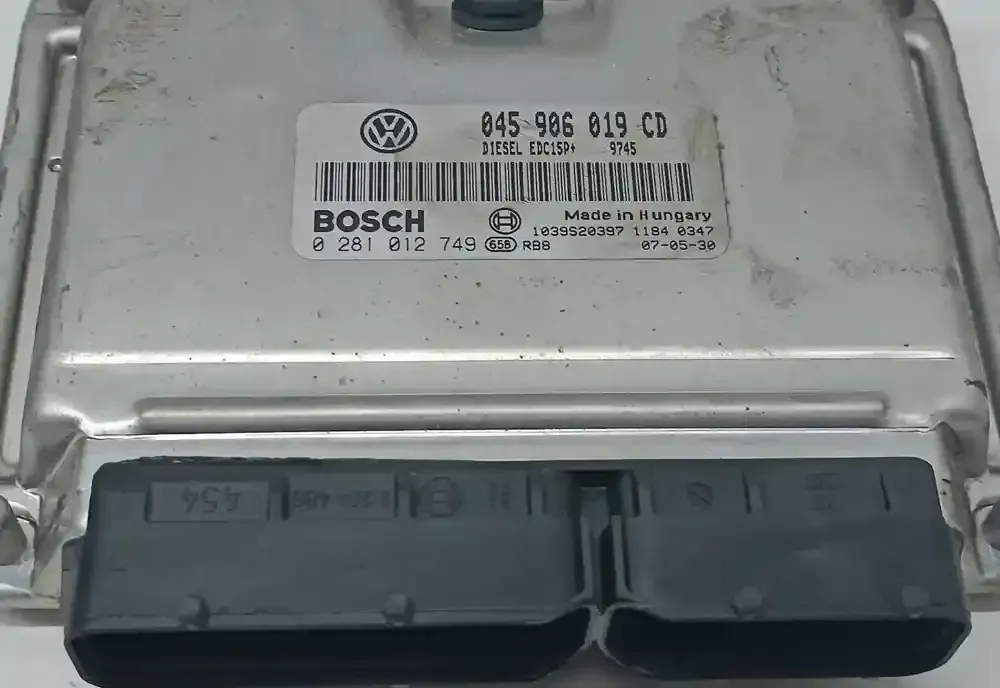 045 906 019 CD
DIESEL EDC15P+ 9745
BOSCH
Made in Hungary
1039S20397 1184 0347
0 281 012 749 658 RB8 07-05-30
454